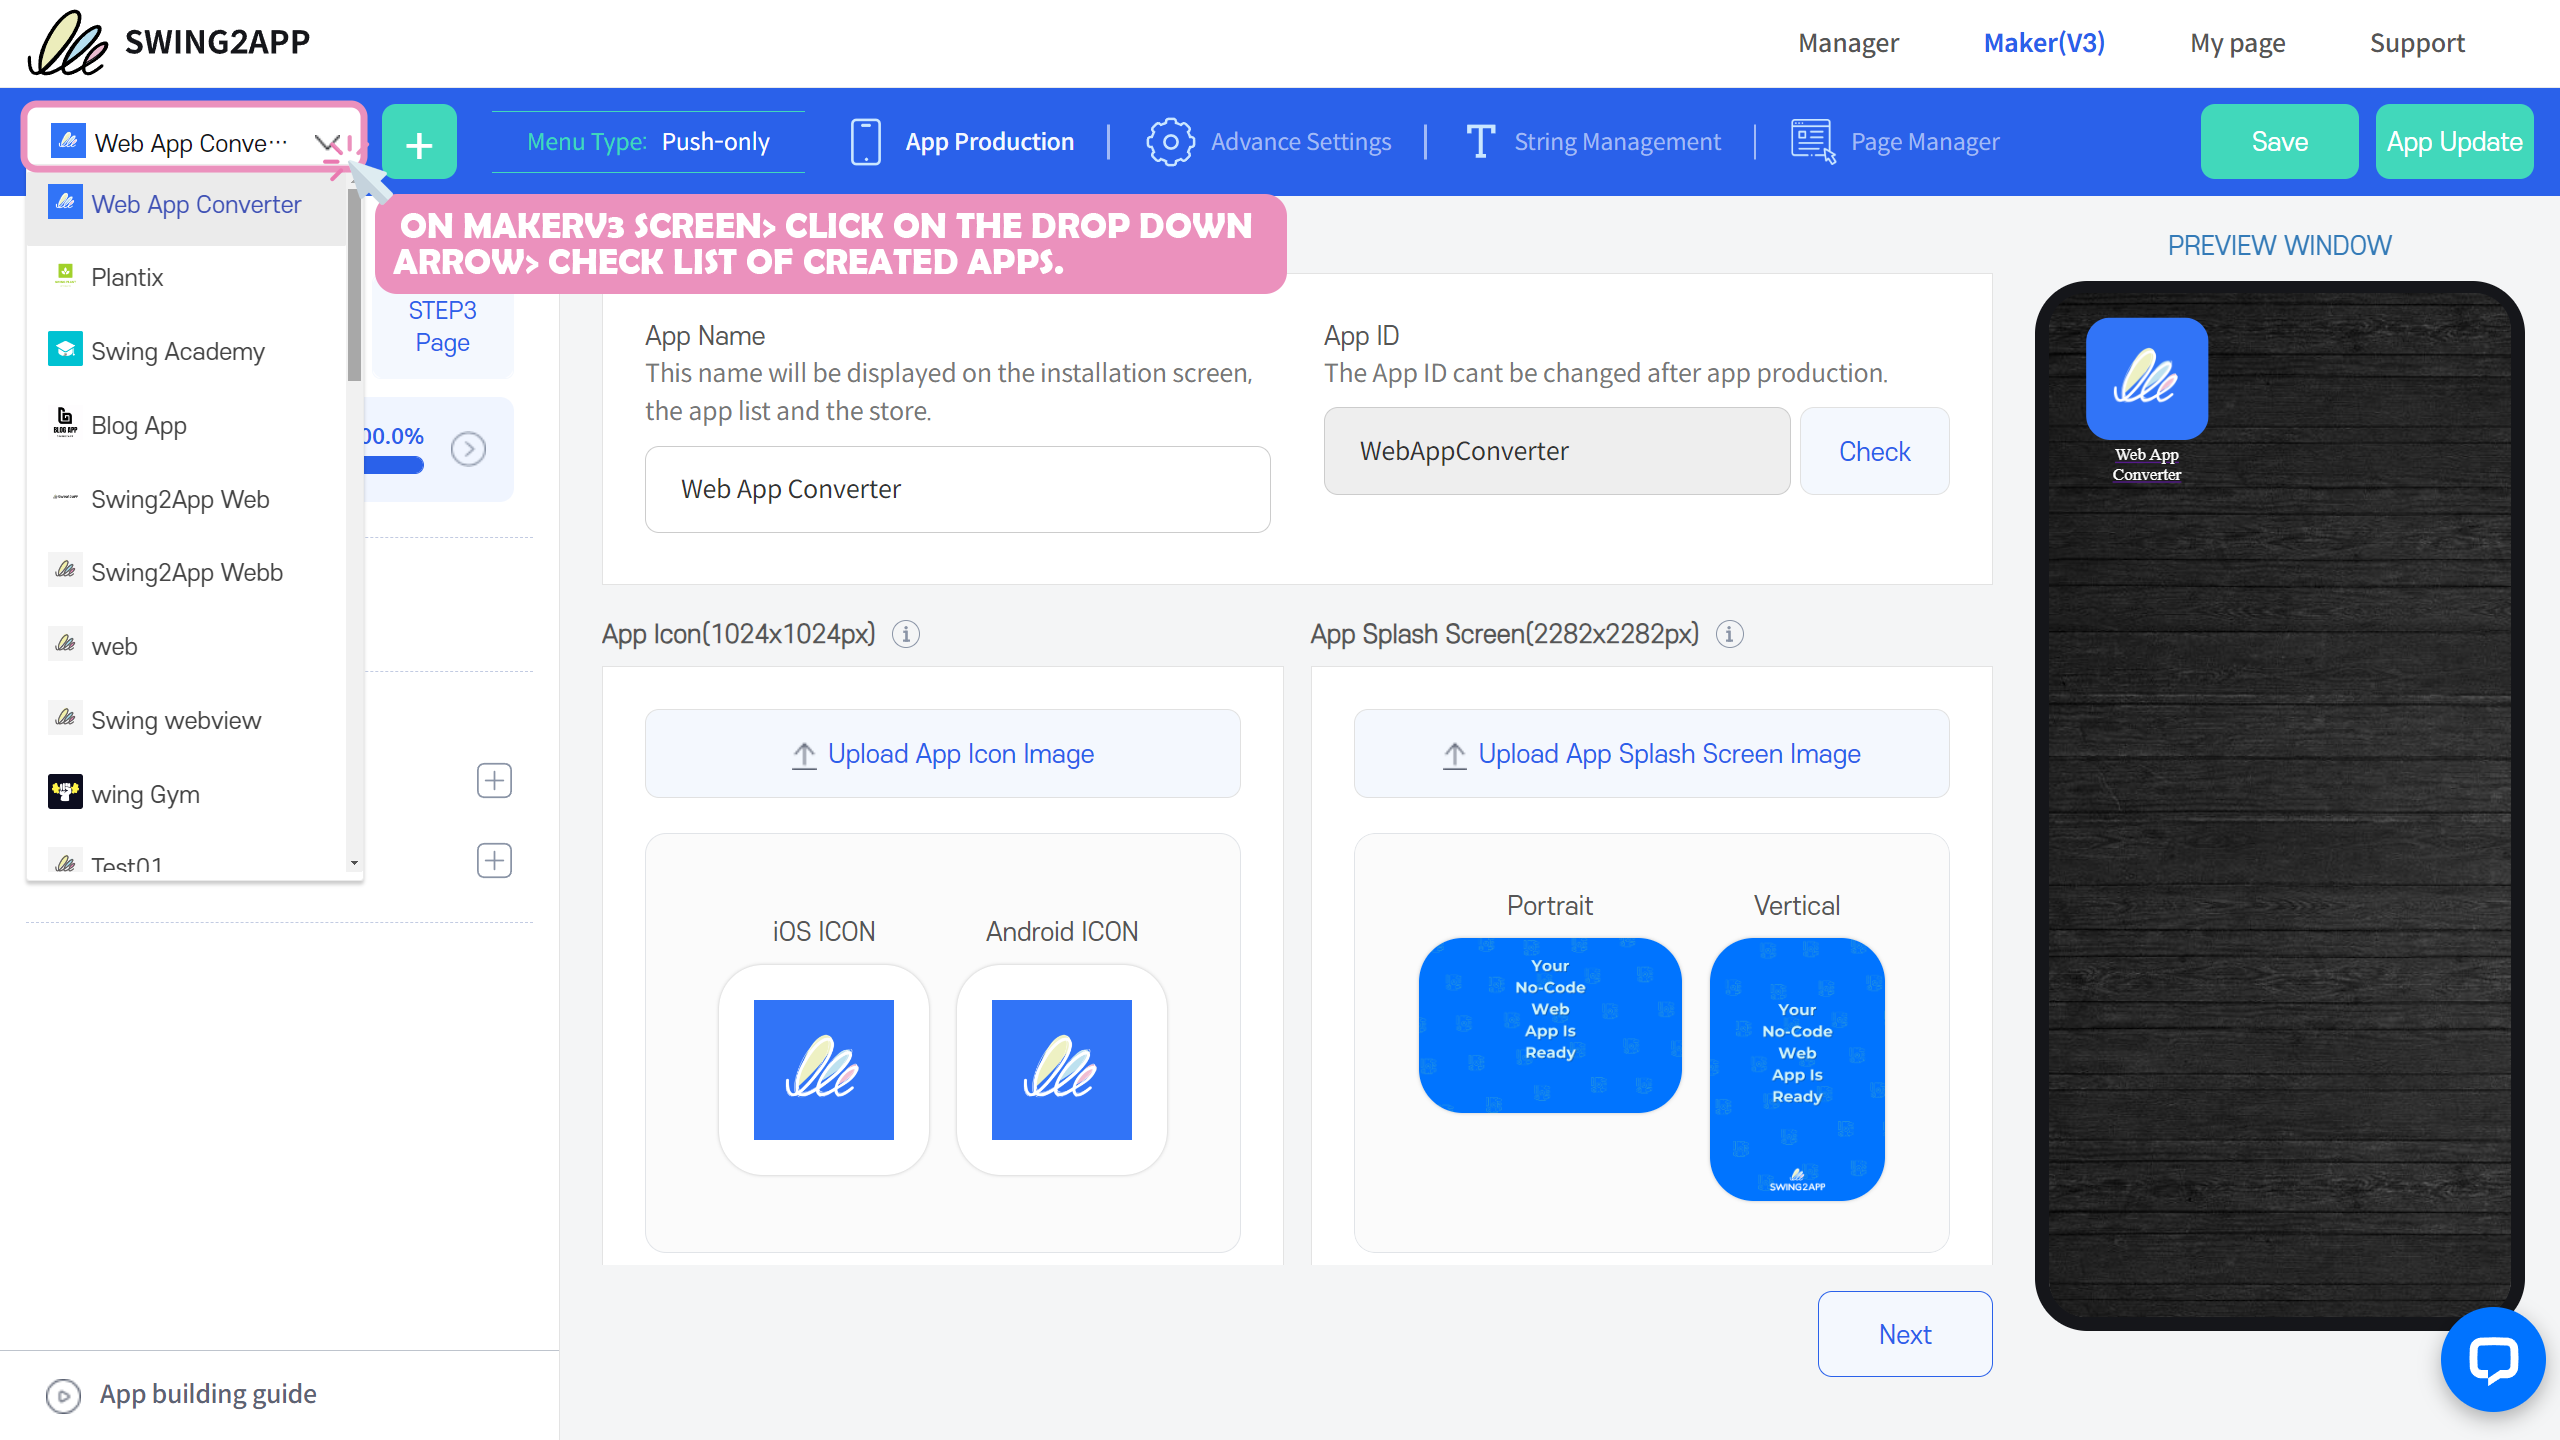 SWING2APP
Manager
Maker(V3)
My page
Support
Web App Conve···
+
Menu Type: Push-only
App Production
Advance Settings
String Management
Page Manager
Save
App Update
ON MAKERV3 SCREEN> CLICK ON THE DROP DOWN
ARROW> CHECK LIST OF CREATED APPS.
Web App Converter
Plantix
Swing Academy
BLOG APP
Blog App
Swing2App Web
Swing2App Webb
web
Swing webview
wing Gym
Test01
STEP3
Page
00.0%
App building guide
App Name
This name will be displayed on the installation screen,
the app list and the store.
Web App Converter
App ID
The App ID cant be changed after app production.
WebAppConverter
Check
App Icon(1024x1024px)
Upload App Icon Image
iOS ICON
Android ICON
App Splash Screen(2282x2282px)
Upload App Splash Screen Image
Portrait
Your
No-Code
Web
App Is
Ready
Vertical
Your
No-Code
Web
App Is
Ready
SWING2APP
Next
PREVIEW WINDOW
Web App
Converter